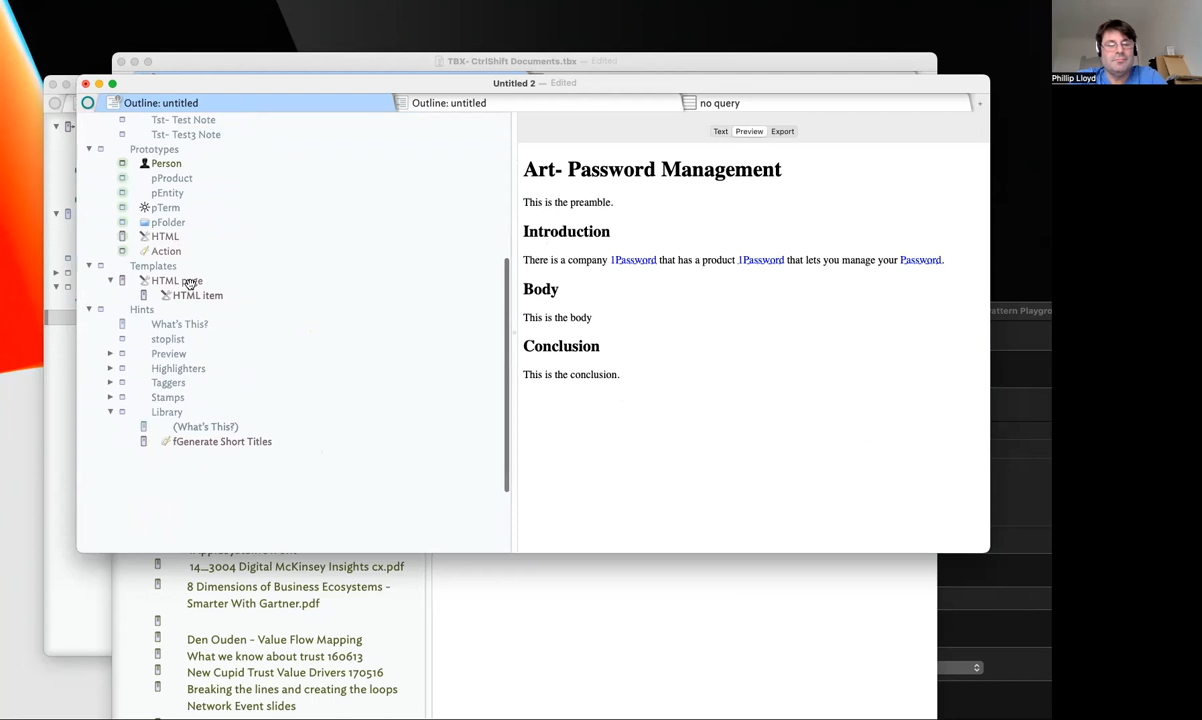 TBX- CtrlShift Documents.tbx — Edited
Phillip Lloyd
Untitled 2 — Edited
Outline: untitled
Outline: untitled
no query
Tst- Test Note
Tst- Test3 Note
Prototypes
Person
pProduct
pEntity
pTerm
pFolder
HTML
Action
Templates
HTML page
HTML item
Hints
What's This?
stoplist
Preview
Highlighters
Taggers
Stamps
Library
(What's This?)
fGenerate Short Titles
Text Preview Export
Art- Password Management
This is the preamble.
Introduction
There is a company 1Password that has a product 1Password that lets you manage your Password.
Body
This is the body
Conclusion
This is the conclusion.
attern Playgrou
14_3004 Digital McKinsey Insights cx.pdf
8 Dimensions of Business Ecosystems -
Smarter With Gartner.pdf
Den Ouden - Value Flow Mapping
What we know about trust 160613
New Cupid Trust Value Drivers 170516
Breaking the lines and creating the loops
Network Event slides